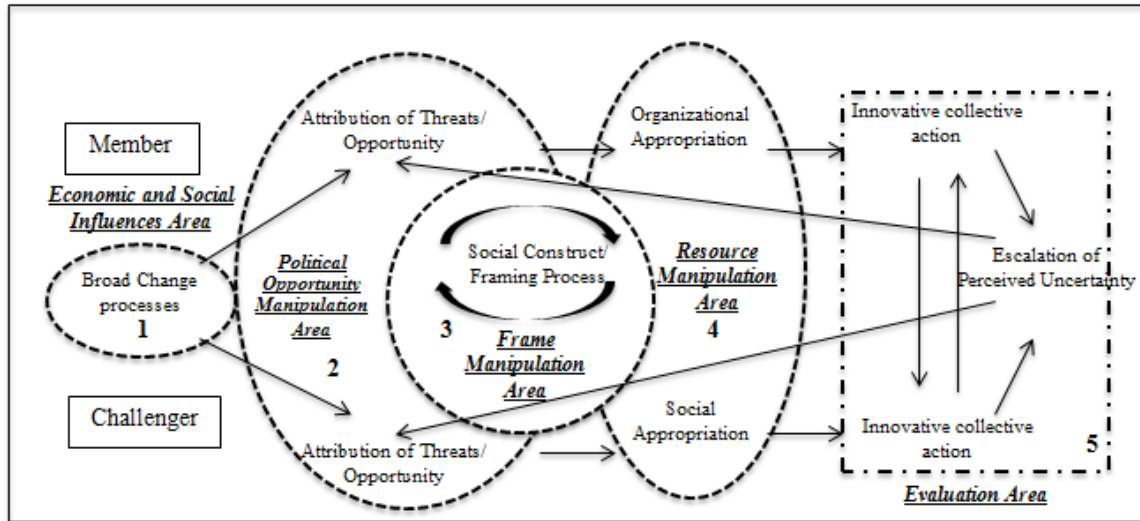 Member
Economic and Social
Influences Area
Broad Change
processes
1
Challenger
Attribution of Threats/
Opportunity
Political
Opportunity
Manipulation
Area
2
Attribution of Threats/
Opportunity
Social Construct/
Framing Process
3
Frame
Manipulation
Area
Organizational
Appropriation
Resource
Manipulation
Area
4
Social
Appropriation
Innovative collective
action
Escalation of
Perceived Uncertainty
Innovative collective
action
5
Evaluation Area